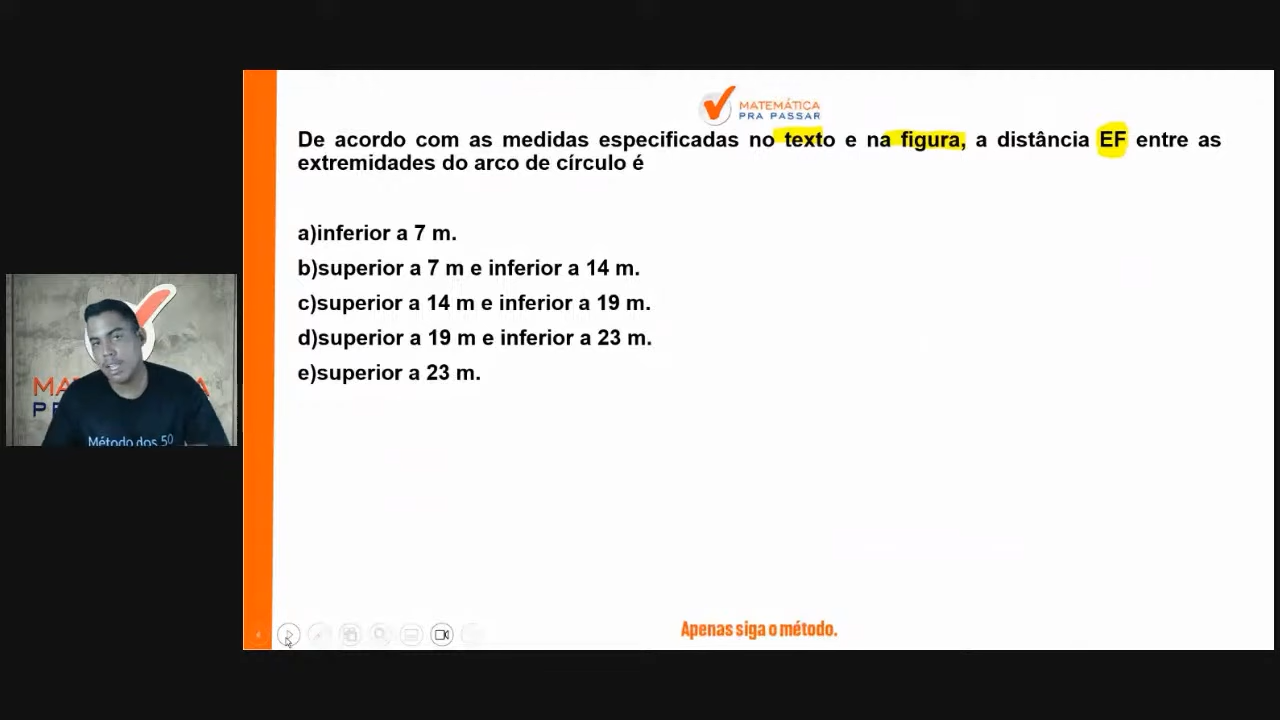 MATEMÁTICA
PRA PASSAR
De acordo com as medidas especificadas no texto e na figura, a distância EF entre as
extremidades do arco de círculo é
a)inferior a 7 m.
b)superior a 7 m e inferior a 14 m.
c)superior a 14 m e inferior a 19 m.
d)superior a 19 m e inferior a 23 m.
e)superior a 23 m.
Método dos 50
Apenas siga o método.